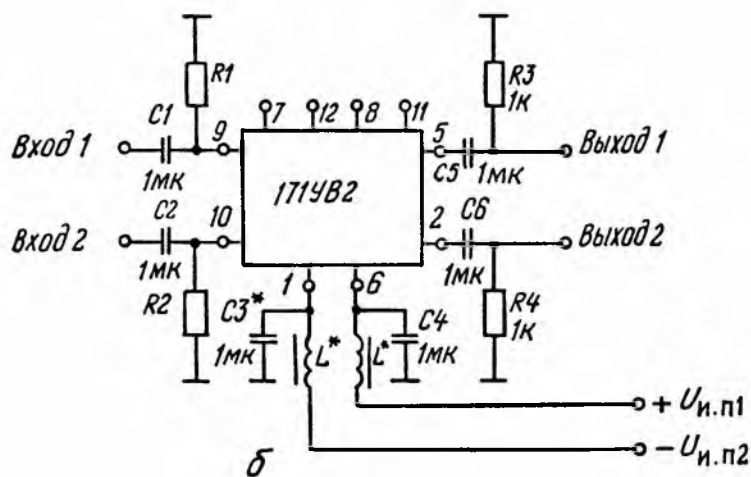 R1
R3
1к
C1
7
12
8
11
Вход 1
9
5
Выход 1
1мк
C5
1мк
171УВ2
C2
10
2
C6
Вход 2
Выход 2
1мк
1мк
R2
1
6
R4
1к
C3*
C4
1мк
L*
L*
1мк
+ Uи.п1
− Uи.п2
б